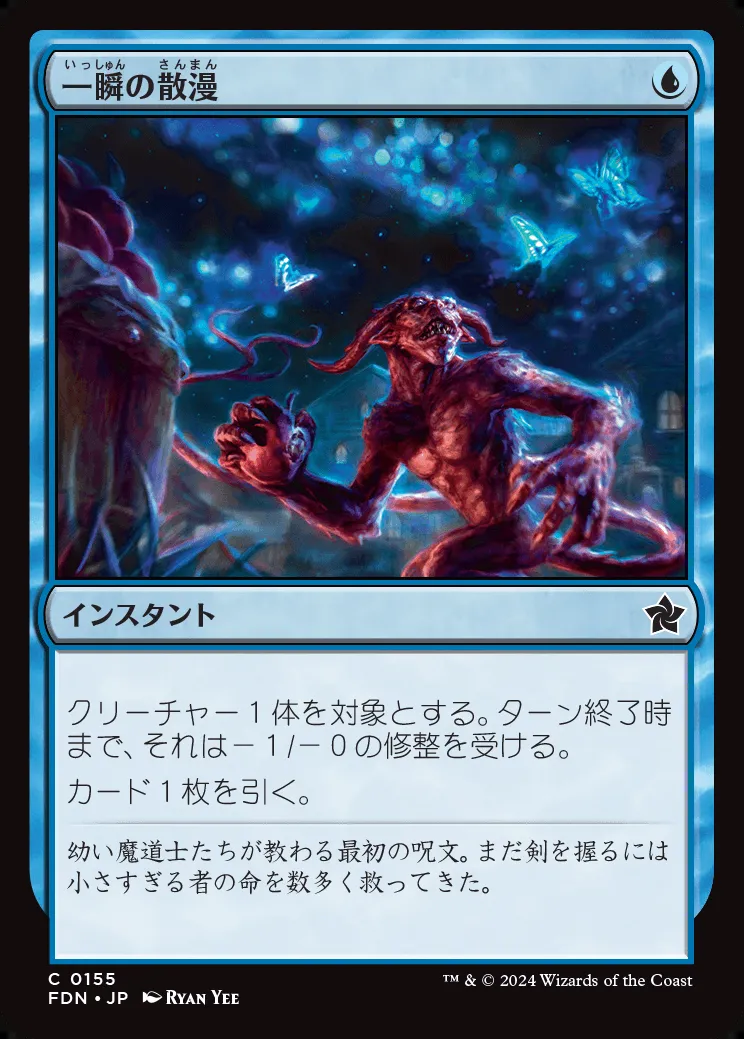 いっしゅん さんまん
一瞬の散漫
インスタント
クリーチャー1体を対象とする。ターン終了時
まで、それは－1/－0の修整を受ける。
カード1枚を引く。
幼い魔道士たちが教わる最初の呪文。まだ剣を握るには
小さすぎる者の命を数多く救ってきた。
C 0155
FDN • JP Ryan Yee
™ & © 2024 Wizards of the Coast